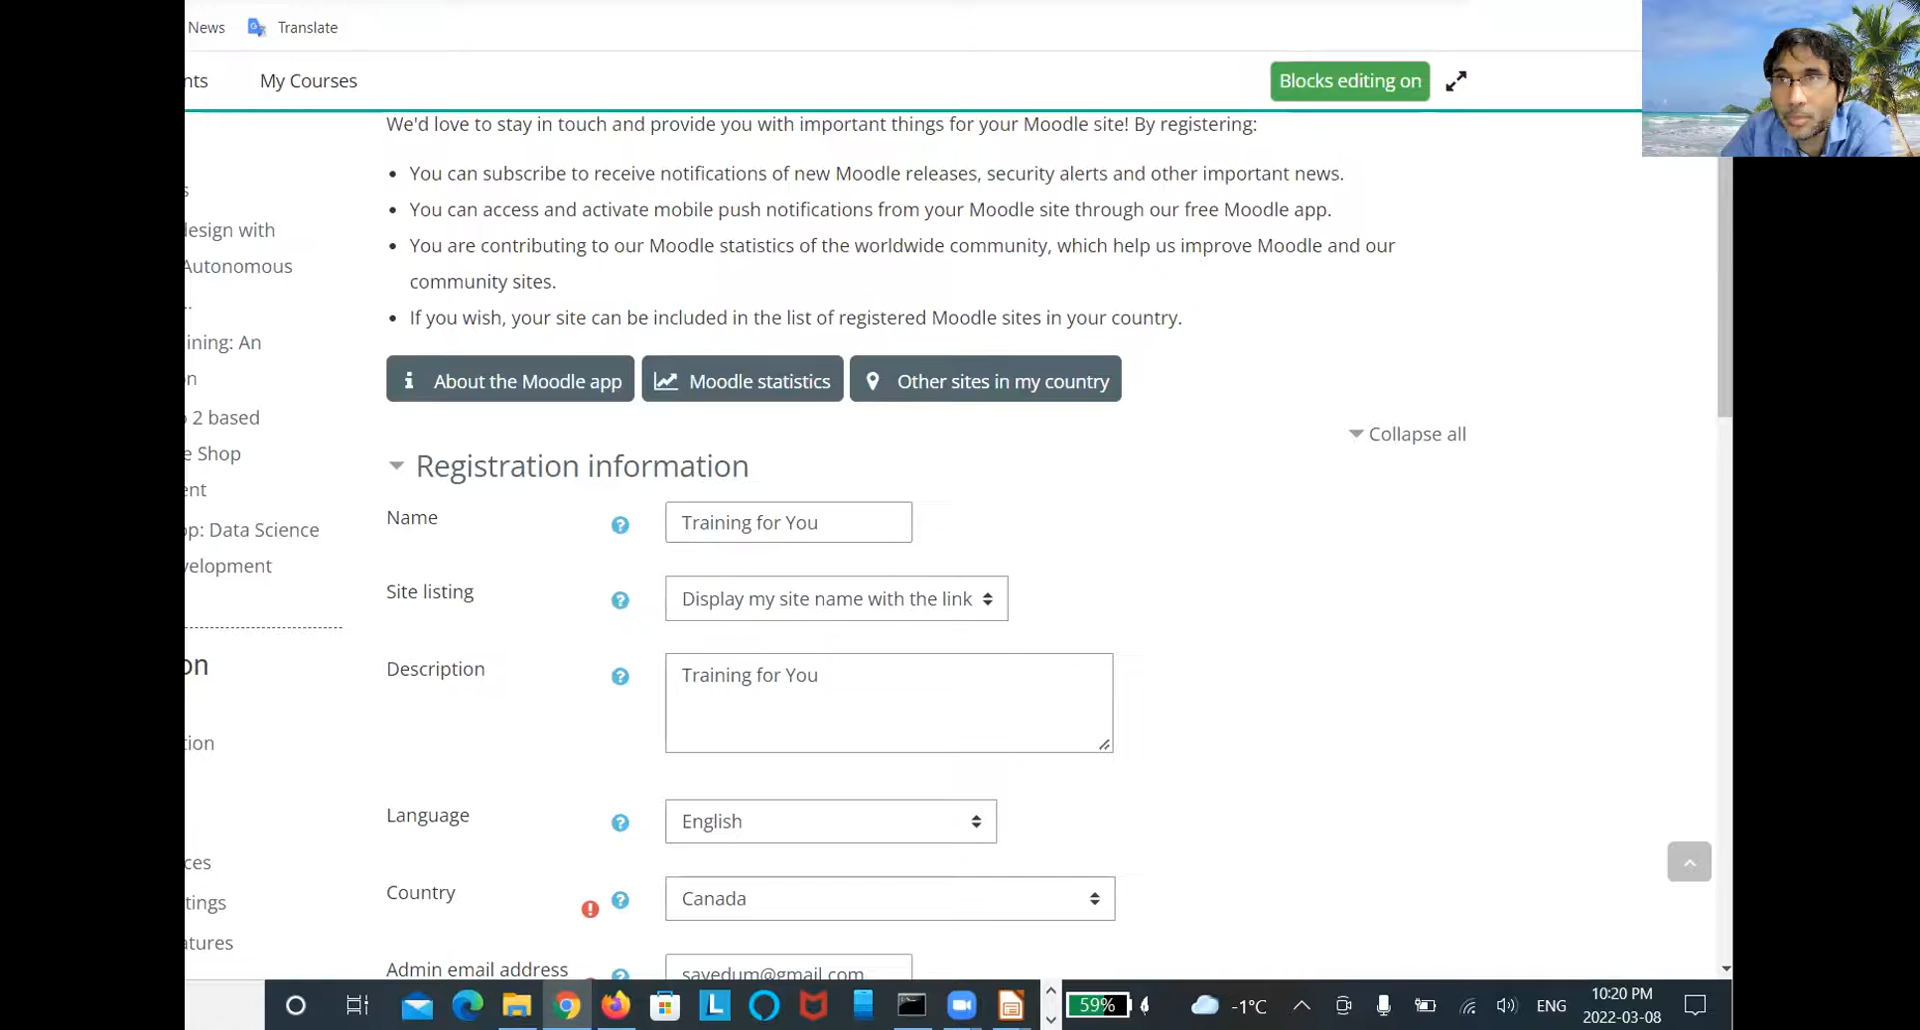 News Translate
nts My Courses Blocks editing on
We'd love to stay in touch and provide you with important things for your Moodle site! By registering:
• You can subscribe to receive notifications of new Moodle releases, security alerts and other important news.
• You can access and activate mobile push notifications from your Moodle site through our free Moodle app.
• You are contributing to our Moodle statistics of the worldwide community, which help us improve Moodle and our
community sites.
• If you wish, your site can be included in the list of registered Moodle sites in your country.
s
esign with
Autonomous
..
ining: An
n
2 based
e Shop
ent
op: Data Science
velopment
on
tion
ces
tings
atures
About the Moodle app Moodle statistics Other sites in my country
Collapse all
Registration information
Name Training for You
Site listing Display my site name with the link
Description Training for You
Language English
Country Canada
Admin email address sayedum@gmail.com
59% -1°C ENG 10:20 PM
2022-03-08